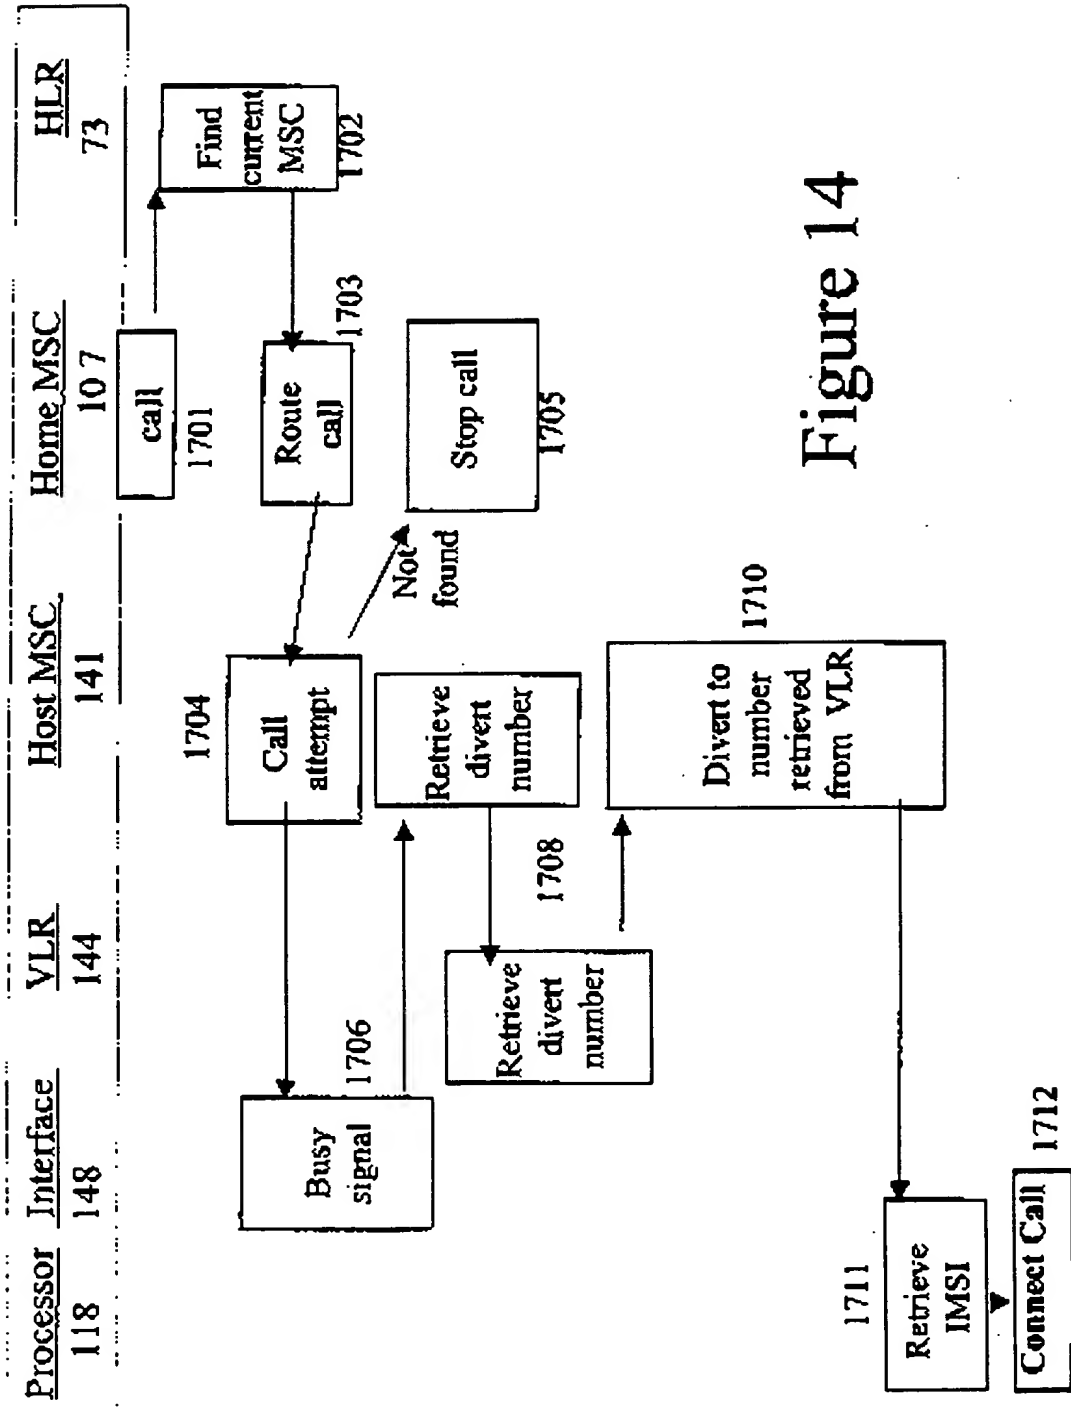 Processor
118
Interface
148
VLR
144
Host MSC
141
Home MSC
107
HLR
73
call
1701
Find
current
MSC
1702
Route
call
1703
1704
Call
attempt
Not
found
Stop call
1705
Busy
signal
1706
Retrieve
divert
number
1708
Retrieve
divert
number
1710
Divert to
number
retrieved
from VLR
1711
Retrieve
IMSI
Connect Call
1712
Figure 14